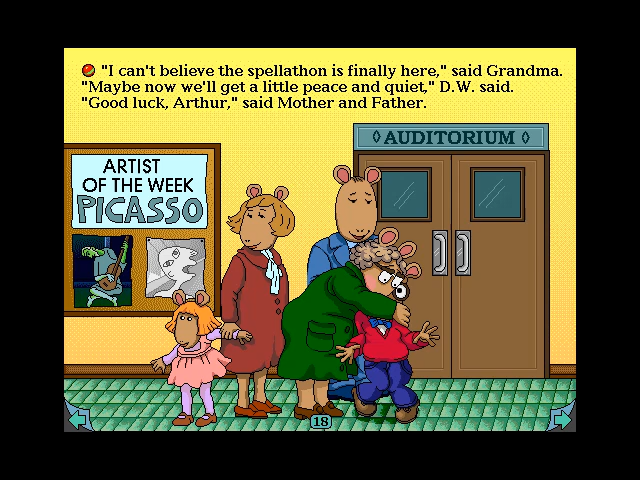 "I can't believe the spellathon is finally here," said Grandma.
"Maybe now we'll get a little peace and quiet," D.W. said.
"Good luck, Arthur," said Mother and Father.
AUDITORIUM
ARTIST
OF THE WEEK
PICASSO
18